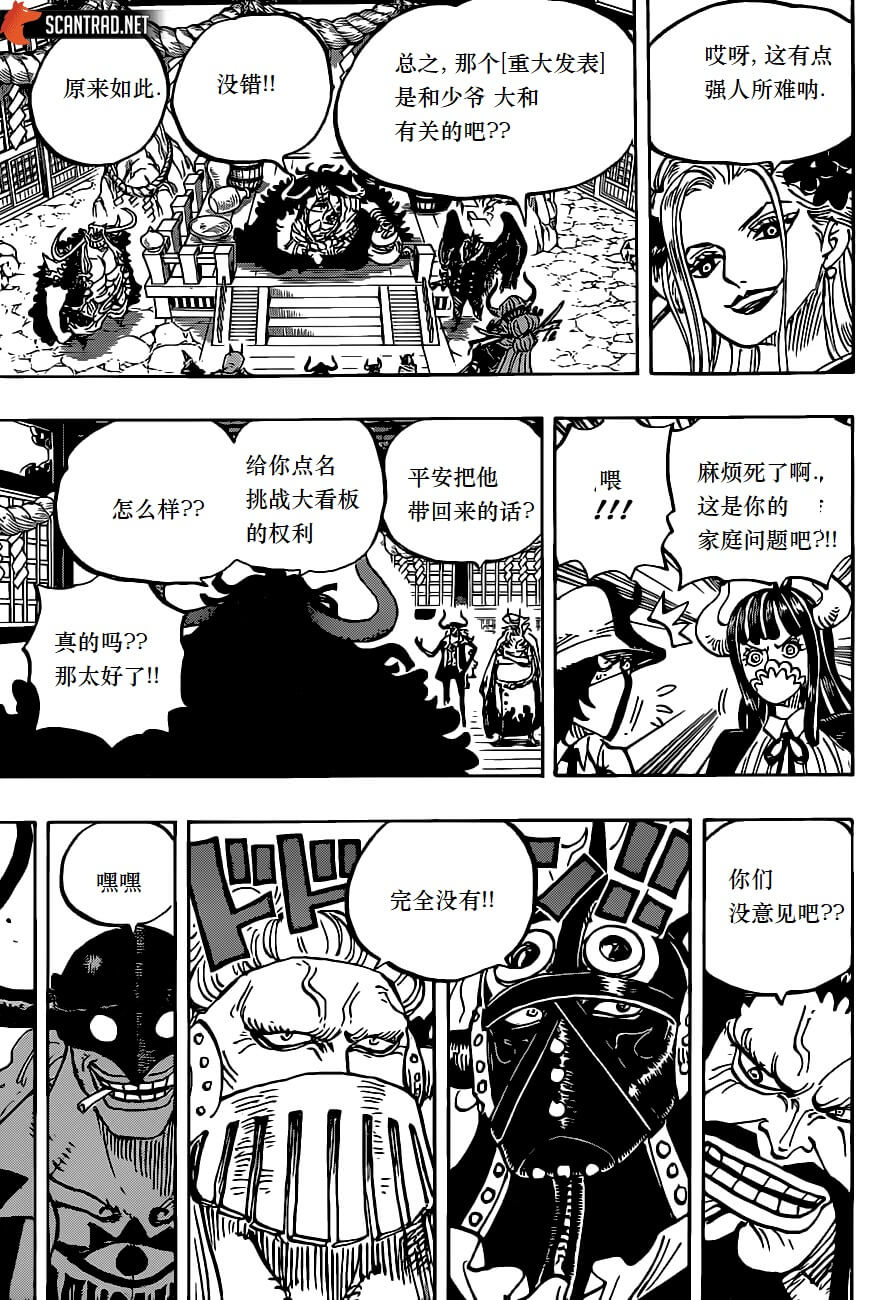 SCANTRAD.NET
哎呀, 这有点
强人所难呐.
总之, 那个[重大发表]
是和少爷 大和
有关的吧??
没错!!
原来如此.
麻烦死了啊.,
这是你的
家庭问题吧?!!
喂
!!!
平安把他
带回来的话?
给你点名
挑战大看板
的权利
怎么样??
真的吗??
那太好了!!
你们
没意见吧??
完全没有!!
ドドド
!!
嘿嘿